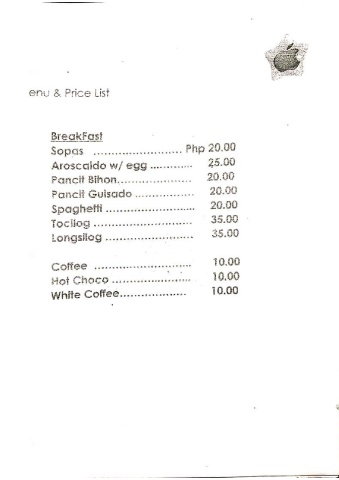 enu & Price List
BreakFast
Sopas ......................... Php 20.00
Aroscaldo w/ egg ............ 25.00
Pancit Bihon..................... 20.00
Pancit Guisado ................. 20.00
Spaghetti ......................... 20.00
Tocilog ............................ 35.00
Longsilog ......................... 35.00
Coffee ........................... 10.00
Hot Choco ...................... 10.00
White Coffee................... 10.00